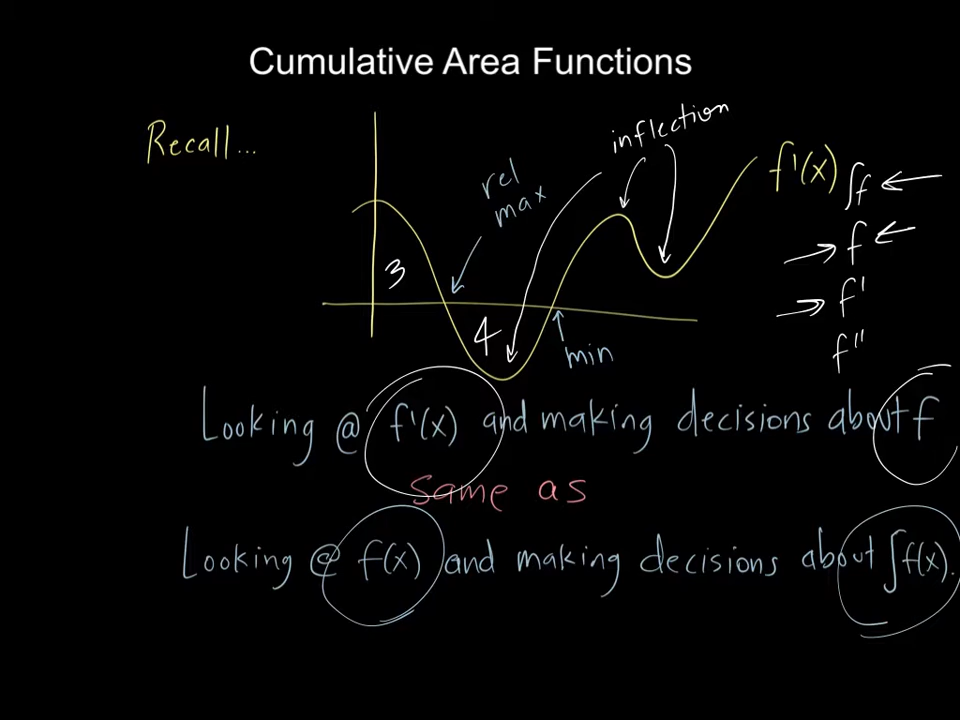 Cumulative Area Functions
Recall...
inflection
rel
max
f'(x)
∫f
f
f'
f''
3
4
min
Looking @ f'(x) and making decisions about f
same as
Looking @ f(x) and making decisions about ∫f(x).